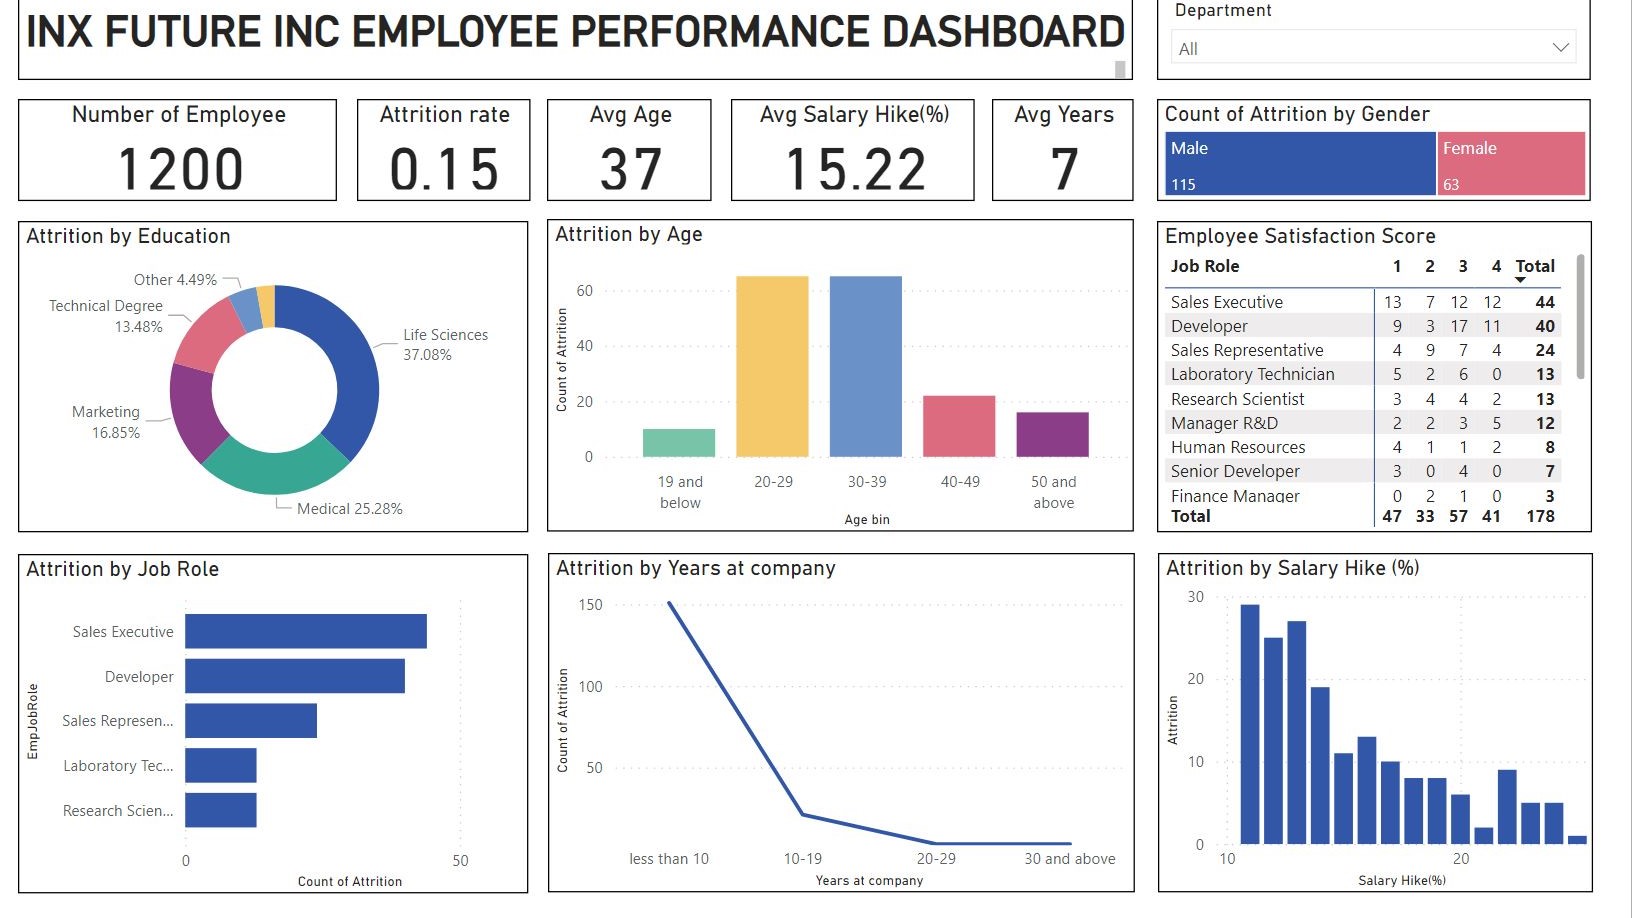 INX FUTURE INC EMPLOYEE PERFORMANCE DASHBOARD
Department
All
Number of Employee
1200
Attrition rate
0.15
Avg Age
37
Avg Salary Hike(%)
15.22
Avg Years
7
Count of Attrition by Gender
Male
115
Female
63
Attrition by Education
Other 4.49%
Technical Degree
13.48%
Life Sciences
37.08%
Marketing
16.85%
Medical 25.28%
Attrition by Age
Count of Attrition
60
40
20
0
19 and
below
20-29
30-39
40-49
50 and
above
Age bin
Employee Satisfaction Score
Job Role 1 2 3 4 Total
Sales Executive 13 7 12 12 44
Developer 9 3 17 11 40
Sales Representative 4 9 7 4 24
Laboratory Technician 5 2 6 0 13
Research Scientist 3 4 4 2 13
Manager R&D 2 2 3 5 12
Human Resources 4 1 1 2 8
Senior Developer 3 0 4 0 7
Finance Manager 0 2 1 0 3
Total 47 33 57 41 178
Attrition by Job Role
EmpJobRole
Sales Executive
Developer
Sales Represen...
Laboratory Tec...
Research Scien...
0 50
Count of Attrition
Attrition by Years at company
Count of Attrition
150
100
50
less than 10 10-19 20-29 30 and above
Years at company
Attrition by Salary Hike (%)
Attrition
30
20
10
0
10 20
Salary Hike(%)